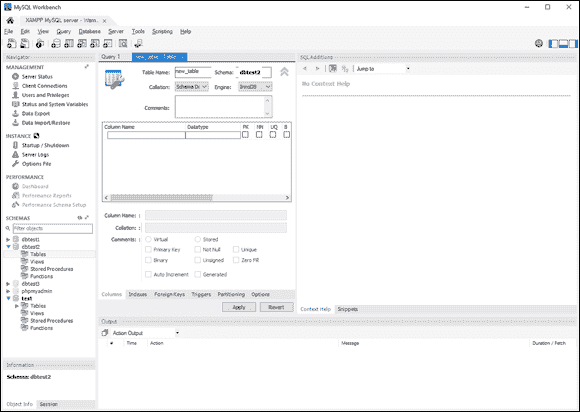 MySQL Workbench
XAMPP MySQL server - Warn...
File Edit View Query Database Server Tools Scripting Help
Navigator
MANAGEMENT
Server Status
Client Connections
Users and Privileges
Status and System Variables
Data Export
Data Import/Restore
INSTANCE
Startup / Shutdown
Server Logs
Options File
PERFORMANCE
Dashboard
Performance Reports
Performance Schema Setup
SCHEMAS
Filter objects
dbtest1
dbtest2
Tables
Views
Stored Procedures
Functions
dbtest3
phpmyadmin
test
Tables
Views
Stored Procedures
Functions
Information
Schema: dbtest2
Object Info Session
Query 1 new_table - Table
Table Name: new_table Schema: dbtest2
Collation: Schema De Engine: InnoDB
Comments:
Column Name Datatype PK NN UQ B
Column Name:
Collation:
Comments: Virtual Stored
Primary Key Not Null Unique
Binary Unsigned Zero Fill
Auto Increment Generated
Columns Indexes Foreign Keys Triggers Partitioning Options
Apply Revert
SQLAdditions
Jump to
No Context Help
Context Help Snippets
Output
Action Output
# Time Action Message Duration / Fetch